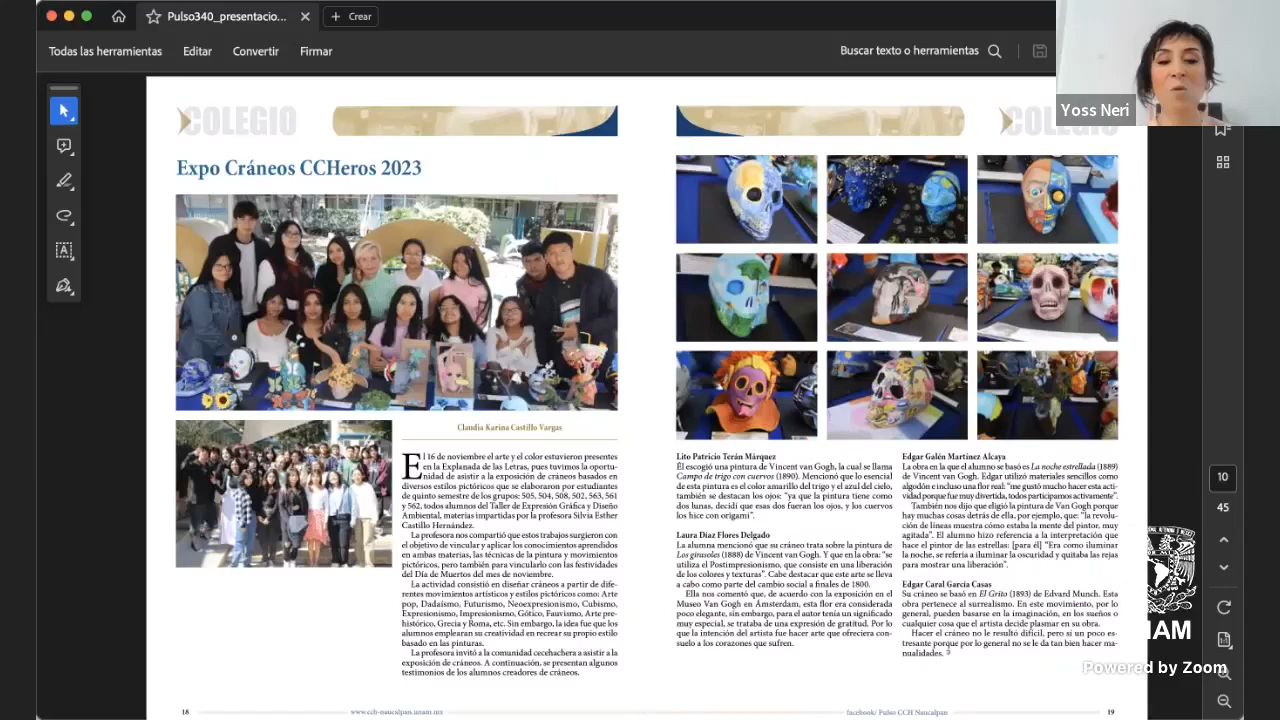 Pulso340_presentacio...
Crear
Todas las herramientas
Editar
Convertir
Firmar
Buscar texto o herramientas
Yoss Neri
COLEGIO
COLEGIO
Expo Cráneos CCHeros 2023
Claudia Karina Castillo Vargas
El 16 de noviembre el arte y el color estuvieron presentes
en la Explanada de las Letras, pues tuvimos la oportu-
nidad de asistir a la exposición de cráneos basados en
diversos estilos pictóricos que se elaboraron por estudiantes
de quinto semestre de los grupos: 505, 504, 508, 502, 563, 561
y 562, todos alumnos del Taller de Expresión Gráfica y Diseño
Ambiental, materias impartidas por la profesora Silvia Esther
Castillo Hernández.
La profesora nos compartió que estos trabajos surgieron con
el objetivo de vincular y aplicar los conocimientos aprendidos
en ambas materias, las técnicas de la pintura y movimientos
pictóricos, pero también para vincularlo con las festividades
del Día de Muertos del mes de noviembre.
La actividad consistió en diseñar cráneos a partir de dife-
rentes movimientos artísticos y estilos pictóricos como: Arte
pop, Dadaísmo, Futurismo, Neoexpresionismo, Cubismo,
Expresionismo, Impresionismo, Gótico, Fauvismo, Arte pre-
histórico, Grecia y Roma, etc. Sin embargo, la idea fue que los
alumnos emplearan su creatividad en recrear su propio estilo
basado en las pinturas.
La profesora invitó a la comunidad cecehachera a asistir a la
exposición de cráneos. A continuación, se presentan algunos
testimonios de los alumnos creadores de cráneos.
18
www.cch-naucalpan.unam.mx
Lito Patricio Terán Márquez
Él escogió una pintura de Vincent van Gogh, la cual se llama
Campo de trigo con cuervos (1890). Mencionó que lo esencial
de esta pintura es el color amarillo del trigo y el azul del cielo,
también se destacan los ojos: "ya que la pintura tiene como
dos lunas, decidí que esas dos fueran los ojos, y los cuervos
los hice con origami".
Laura Díaz Flores Delgado
La alumna mencionó que su cráneo trata sobre la pintura de
Los girasoles (1888) de Vincent van Gogh. Y que en la obra: "se
utiliza el Postimpresionismo, que consiste en una liberación
de los colores y texturas". Cabe destacar que este arte se lleva
a cabo como parte del cambio social a finales de 1800.
Ella nos comentó que, de acuerdo con la exposición en el
Museo Van Gogh en Ámsterdam, esta flor era considerada
poco elegante, sin embargo, para el autor tenía un significado
muy especial, se trataba de una expresión de gratitud. Por lo
que la intención del artista fue hacer arte que ofreciera con-
suelo a los corazones que sufren.
Edgar Galén Martínez Alcaya
La obra en la que el alumno se basó es La noche estrellada (1889)
de Vincent van Gogh. Edgar utilizó materiales sencillos como
algodón e incluso una flor real: "me gustó mucho hacer esta acti-
vidad porque fue muy divertida, todos participamos activamente".
También nos dijo que eligió la pintura de Van Gogh porque
hay muchas cosas detrás de ella, por ejemplo, que: "la revolu-
ción de líneas muestra cómo estaba la mente del pintor, muy
agitada". El alumno hizo referencia a la interpretación que
hace el pintor de las estrellas: [para él] "Era como iluminar
la noche, se refería a iluminar la oscuridad y quitaba las rejas
para mostrar una liberación".
Edgar Caral García Casas
Su cráneo se basó en El Grito (1893) de Edvard Munch. Esta
obra pertenece al surrealismo. En este movimiento, por lo
general, pueden basarse en la imaginación, en los sueños o
cualquier cosa que el artista decide plasmar en su obra.
Hacer el cráneo no le resultó difícil, pero sí un poco es-
tresante porque por lo general no se le da tan bien hacer ma-
nualidades.
facebook/ Pulso CCH Naucalpan
19
10
45
UNAM
Powered by Zoom